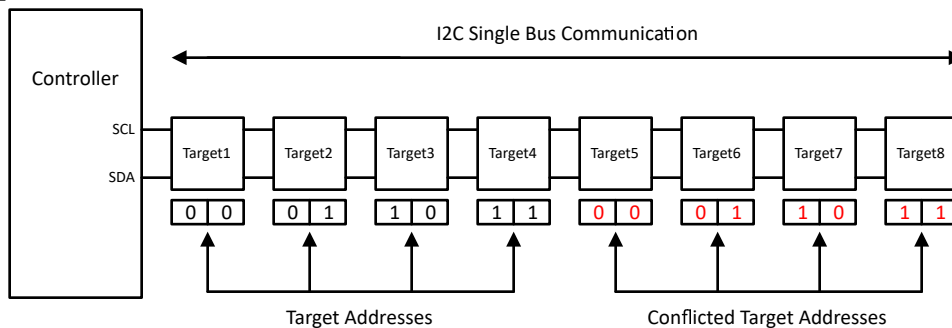 I2C Single Bus Communication
Controller
SCL
SDA
Target1
Target2
Target3
Target4
Target5
Target6
Target7
Target8
0 0
0 1
1 0
1 1
0 0
0 1
1 0
1 1
Target Addresses
Conflicted Target Addresses